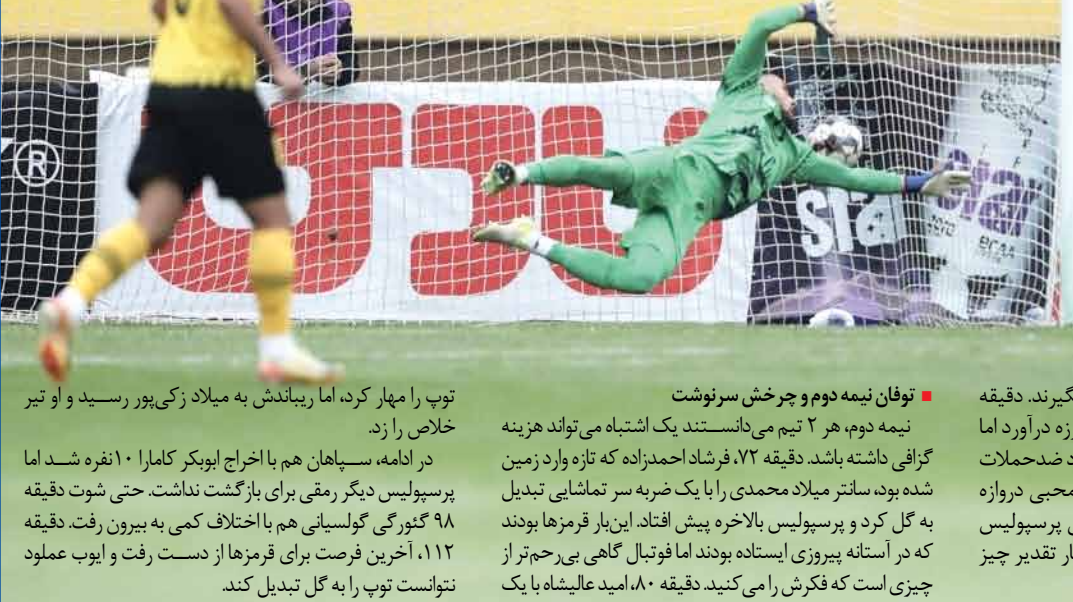 ®
star
star
zero
BCAA
گیرند. دقیقه
زه درآورد اما
د ضدحملات
محبی دروازه
ی پرسپولیس
ار تقدیر چیز
■ توفان نیمه دوم و چرخش سرنوشت
نیمه دوم، هر ۲ تیم می‌دانستند یک اشتباه می‌تواند هزینه
گزافی داشته باشد. دقیقه ۷۲، فرشاد احمدزاده که تازه وارد زمین
شده بود، سانتر میلاد محمدی را با یک ضربه سر تماشایی تبدیل
به گل کرد و پرسپولیس بالاخره پیش افتاد. این‌بار قرمزها بودند
که در آستانه پیروزی ایستاده بودند اما فوتبال گاهی بی‌رحم‌تر از
چیزی است که فکرش را می‌کنید. دقیقه ۸۰، امید عالیشاه با یک
توپ را مهار کرد، اما ریباندش به میلاد زکی‌پور رسید و او تیر
خلاص را زد.
در ادامه، سپاهان هم با اخراج ابوبکر کامارا ۱۰نفره شد اما
پرسپولیس دیگر رمقی برای بازگشت نداشت. حتی شوت دقیقه
۹۸ گئورگی گولسیانی هم با اختلاف کمی به بیرون رفت. دقیقه
۱۱۲، آخرین فرصت برای قرمزها از دست رفت و ایوب عملود
نتوانست توپ را به گل تبدیل کند.